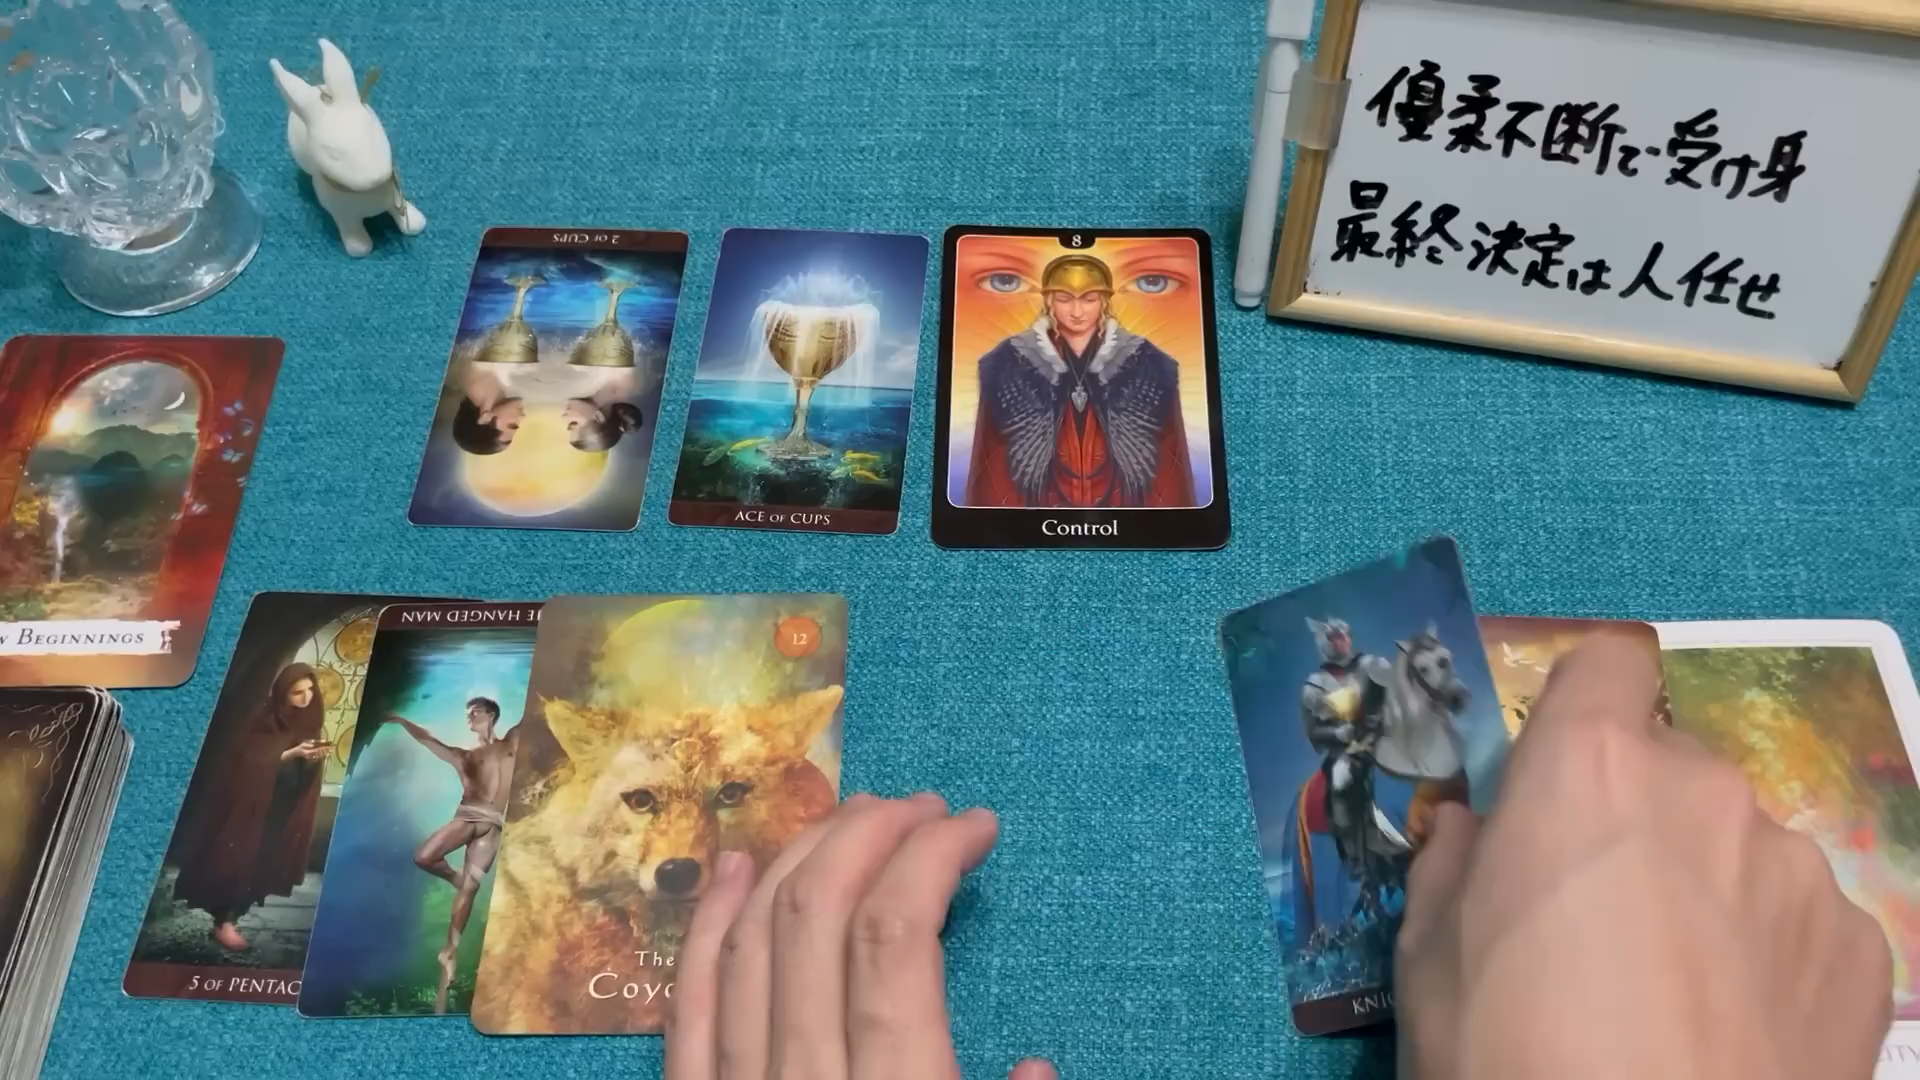 優柔不断で受け身
最終決定は人任せ
2 OF CUPS
ACE OF CUPS
8
Control
BEGINNINGS
HANGED MAN
12
5 OF
The